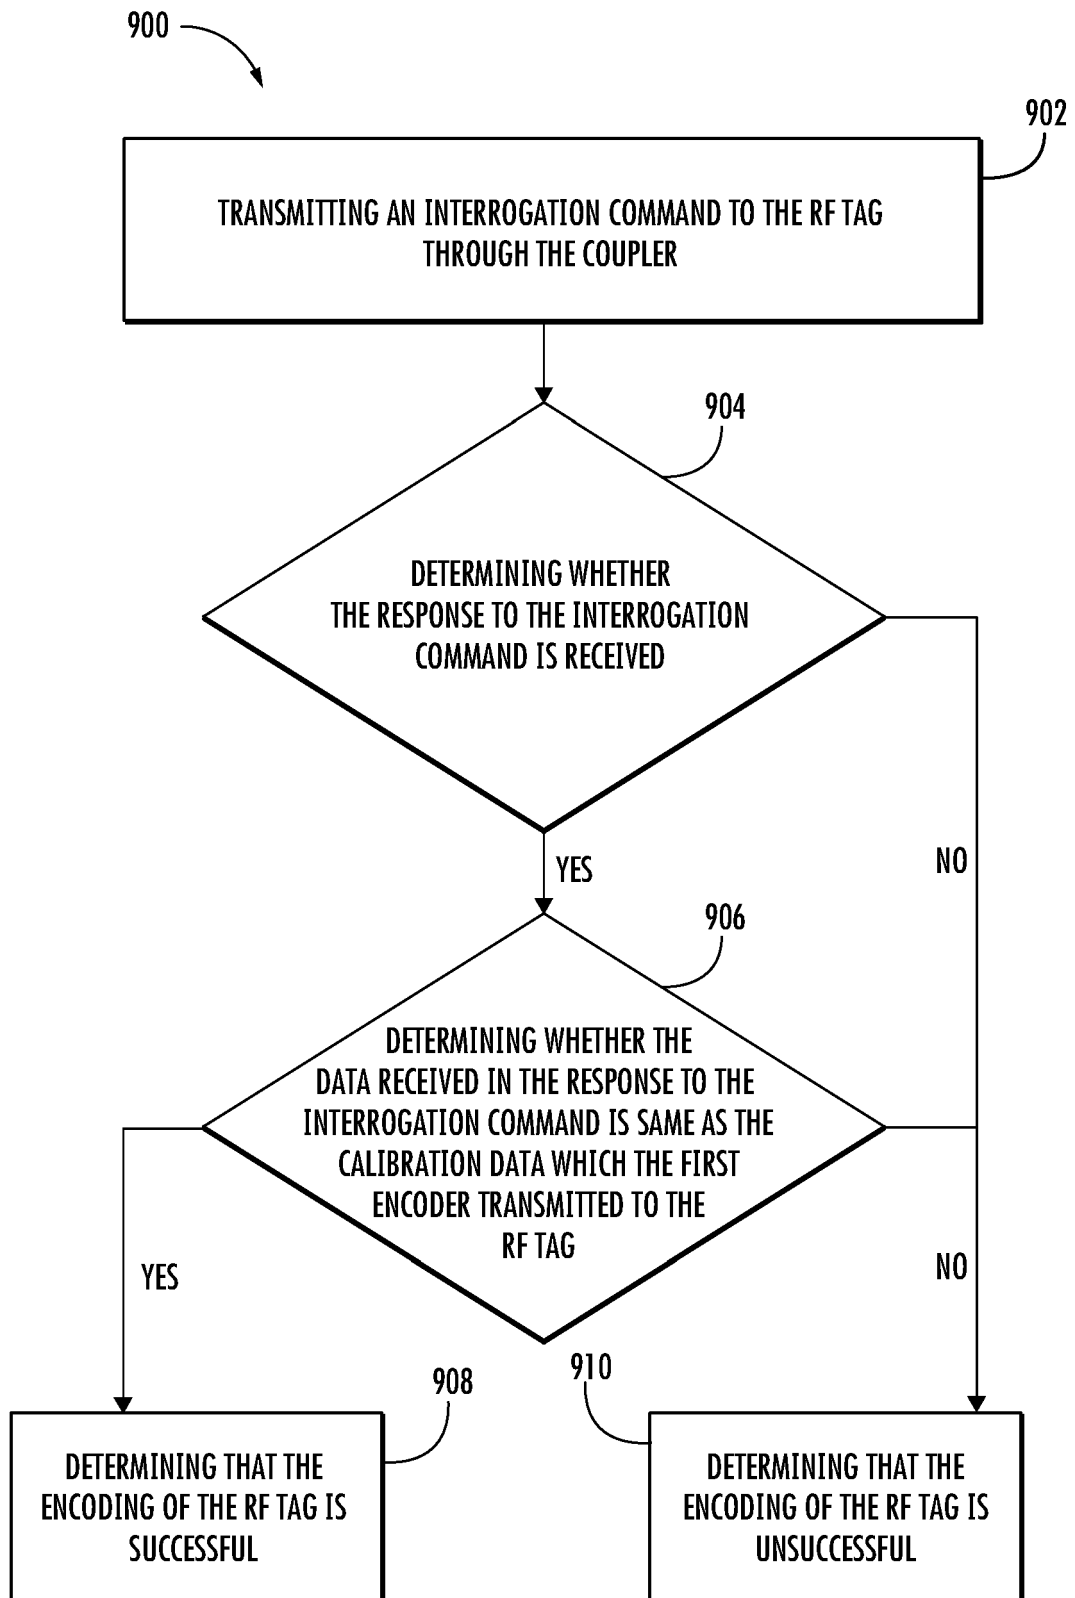 900
902
TRANSMITTING AN INTERROGATION COMMAND TO THE RF TAG
THROUGH THE COUPLER
904
DETERMINING WHETHER
THE RESPONSE TO THE INTERROGATION
COMMAND IS RECEIVED
YES
NO
906
DETERMINING WHETHER THE
DATA RECEIVED IN THE RESPONSE TO THE
INTERROGATION COMMAND IS SAME AS THE
CALIBRATION DATA WHICH THE FIRST
ENCODER TRANSMITTED TO THE
RF TAG
YES
NO
908
910
DETERMINING THAT THE
ENCODING OF THE RF TAG IS
SUCCESSFUL
DETERMINING THAT THE
ENCODING OF THE RF TAG IS
UNSUCCESSFUL